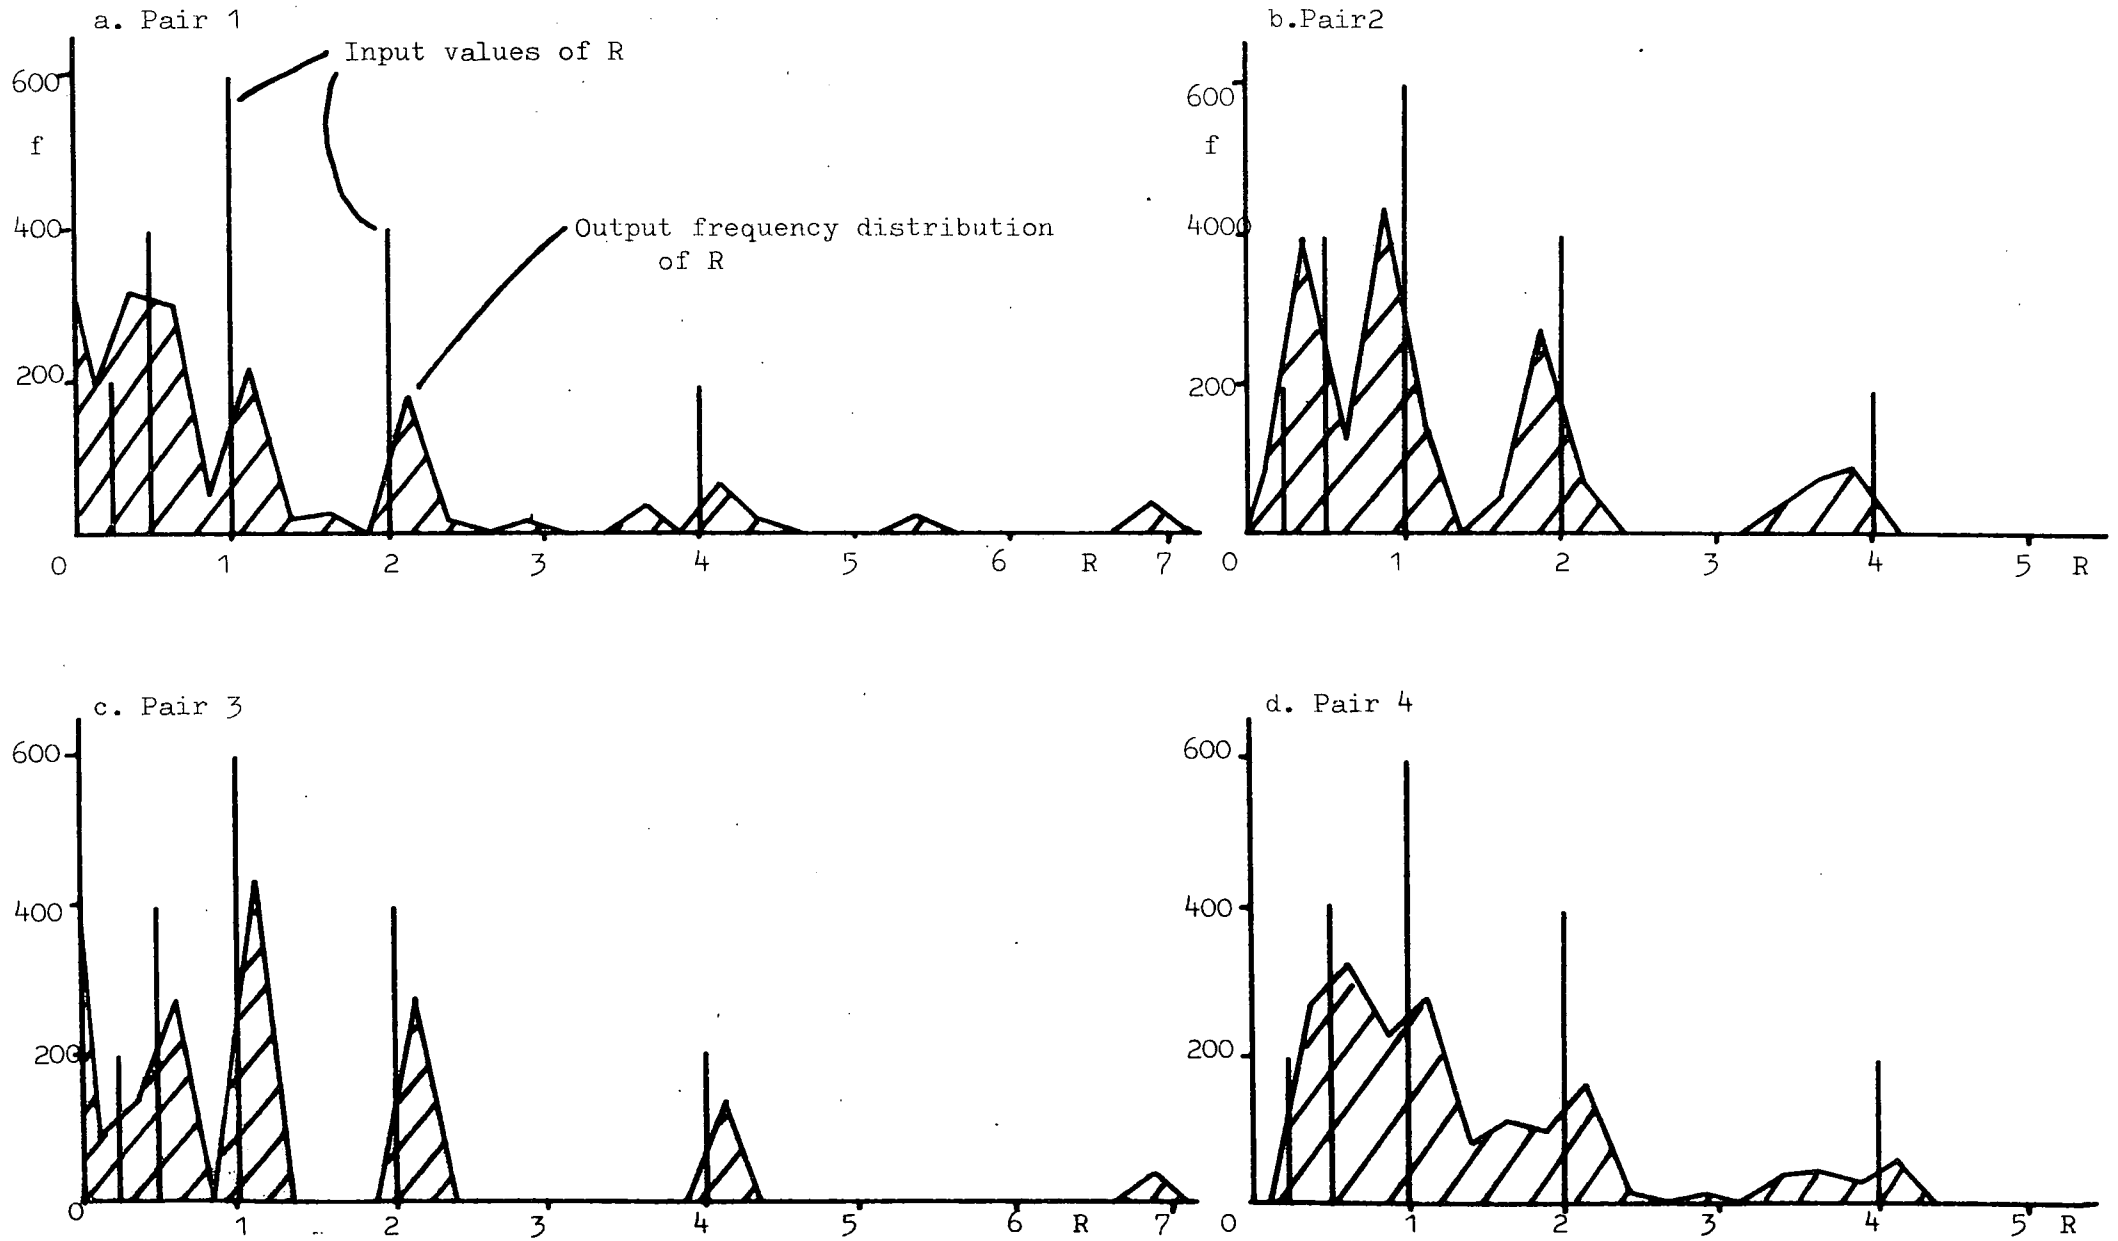 a. Pair 1
Input values of R
600
f
400
Output frequency distribution
of R
200
0 1 2 3 4 5 6 R 7
b.Pair2
600
f
4000
200
0 1 2 3 4 5 R
c. Pair 3
600
400
200
0 1 2 3 4 5 6 R 7
d. Pair 4
600
400
200
0 1 2 3 4 5 R